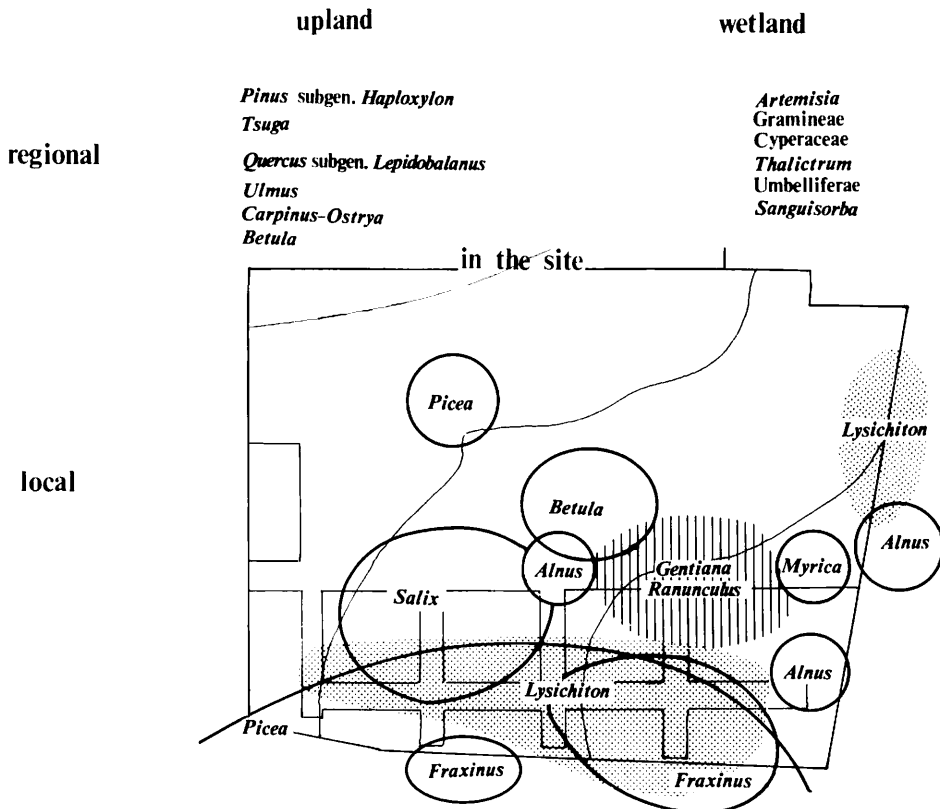 upland
wetland
regional
Pinus subgen. Haploxylon
Tsuga
Quercus subgen. Lepidobalanus
Ulmus
Carpinus-Ostrya
Betula
Artemisia
Gramineae
Cyperaceae
Thalictrum
Umbelliferae
Sanguisorba
in the site
local
Picea
Lysichiton
Betula
Alnus
Alnus
Gentiana
Ranunculus
Myrica
Salix
Alnus
Lysichiton
Picea
Fraxinus
Fraxinus